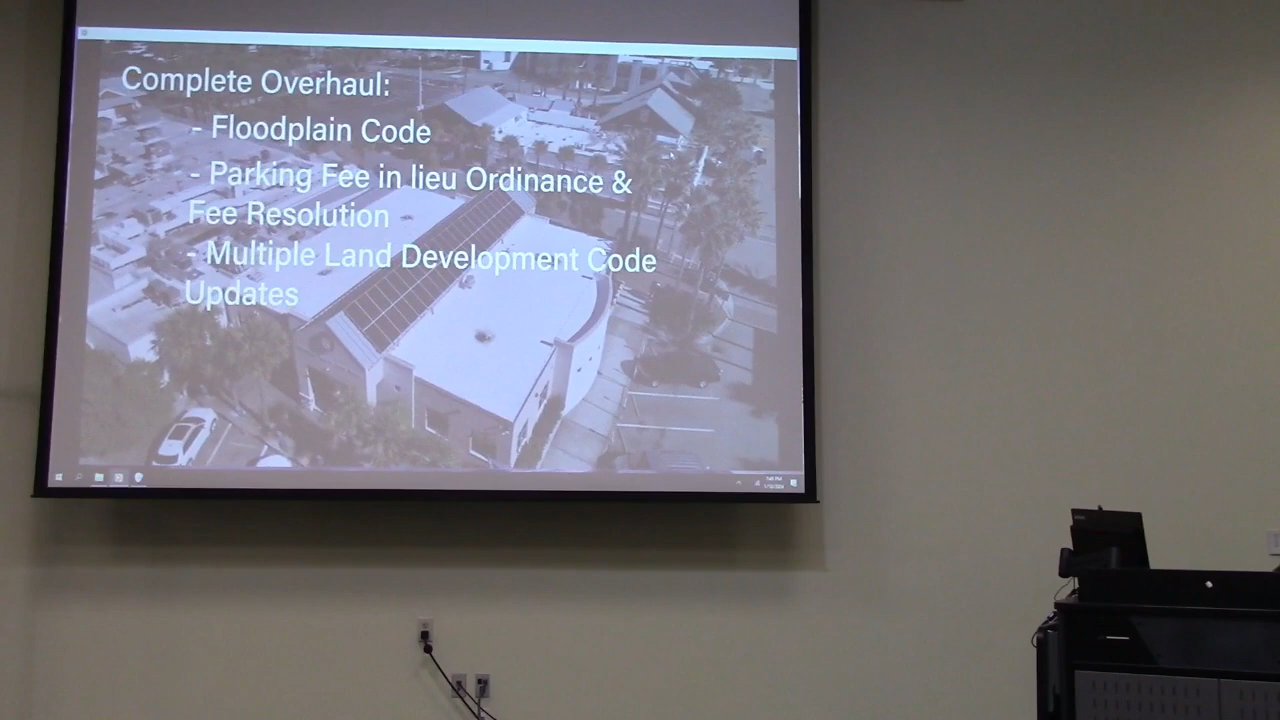 Complete Overhaul:
- Floodplain Code
- Parking Fee in lieu Ordinance &
Fee Resolution
- Multiple Land Development Code
Updates